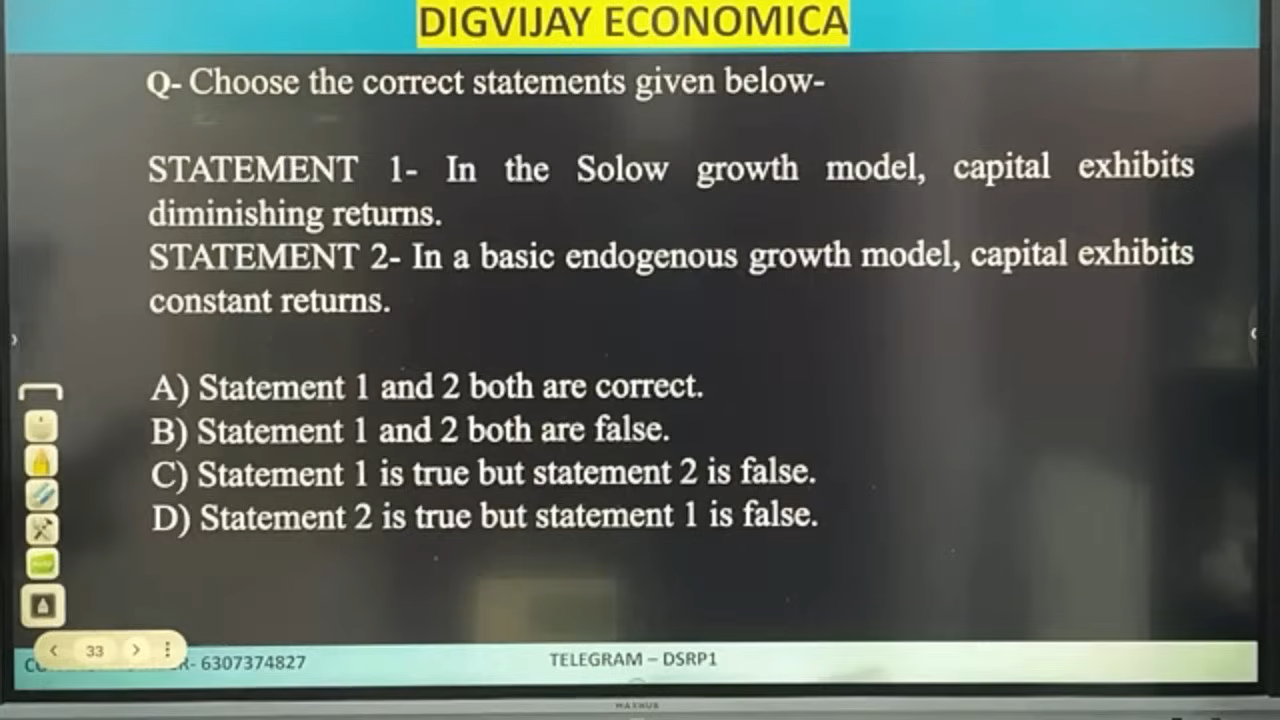 DIGVIJAY ECONOMICA
Q- Choose the correct statements given below-
STATEMENT 1- In the Solow growth model, capital exhibits
diminishing returns.
STATEMENT 2- In a basic endogenous growth model, capital exhibits
constant returns.
A) Statement 1 and 2 both are correct.
B) Statement 1 and 2 both are false.
C) Statement 1 is true but statement 2 is false.
D) Statement 2 is true but statement 1 is false.
33
R- 6307374827
TELEGRAM – DSRP1
MAXHUB